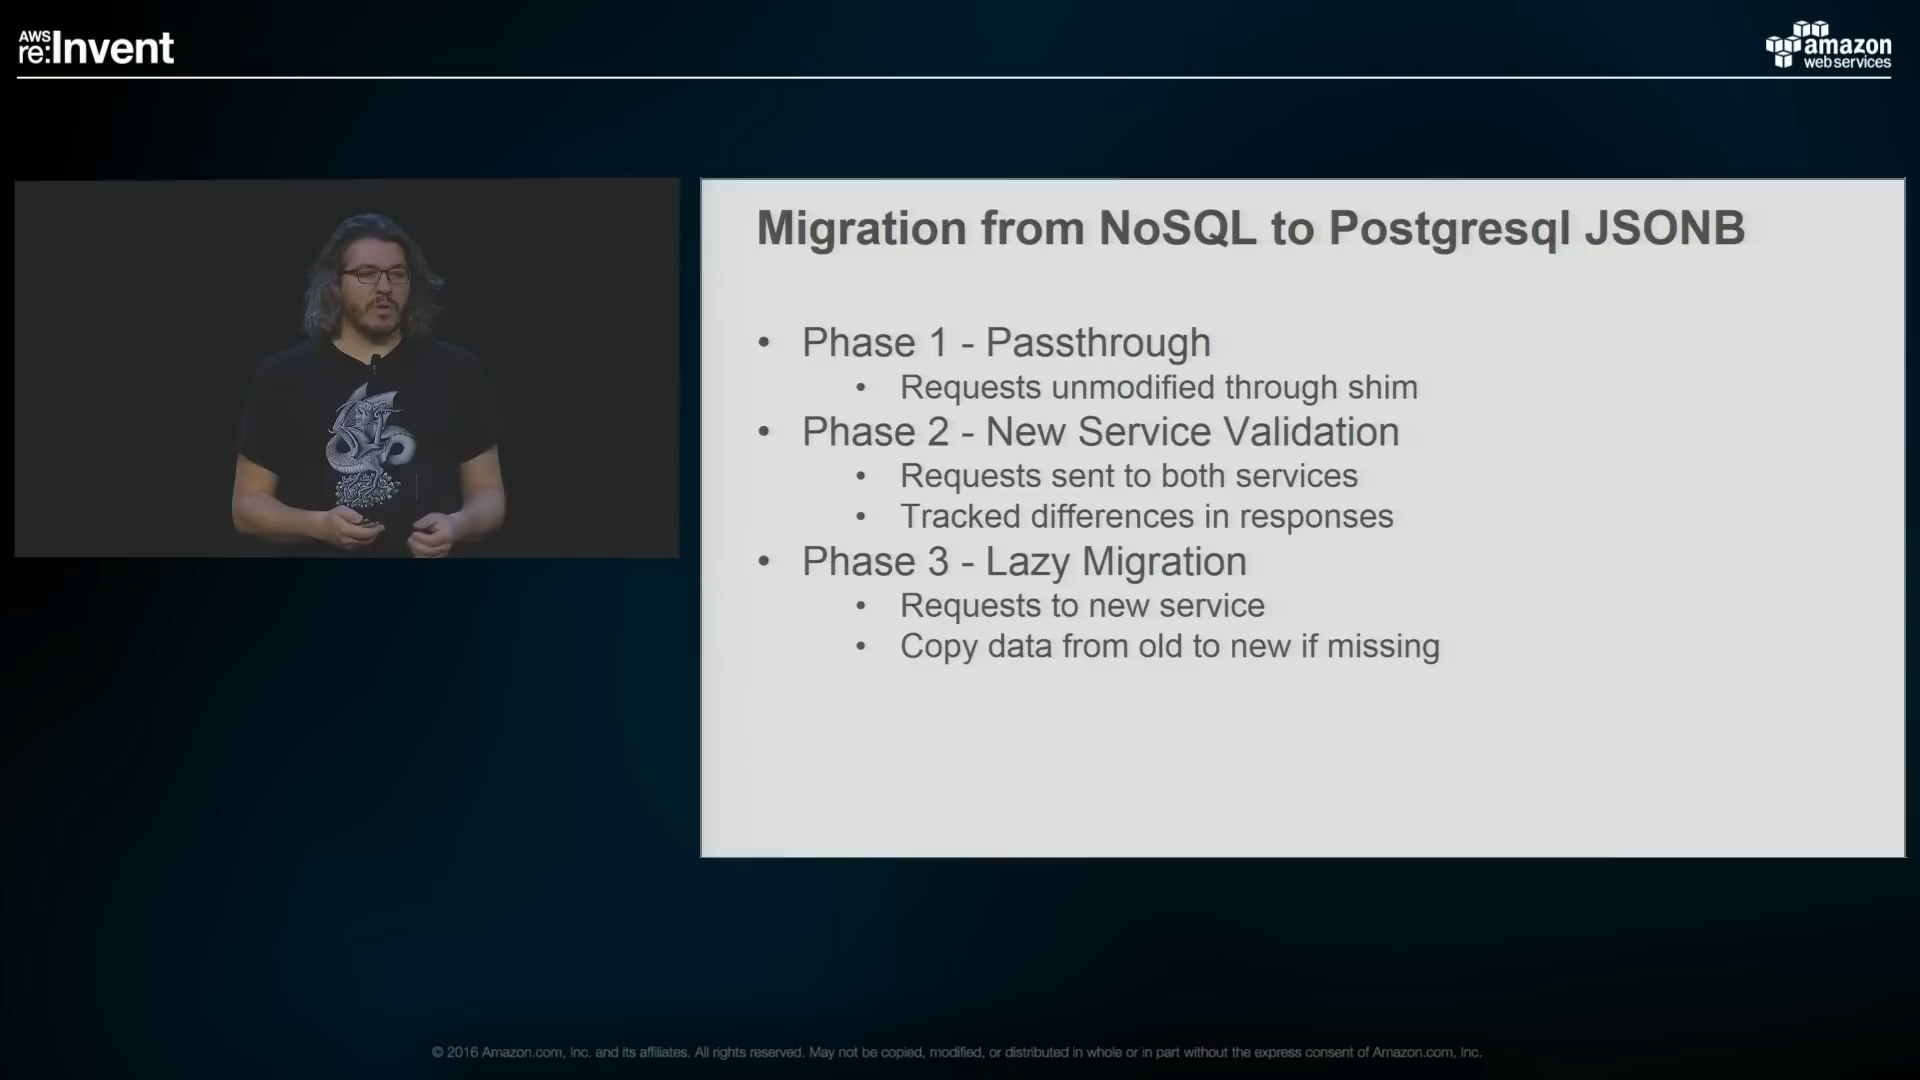 AWS
re:Invent
amazon
web services
Migration from NoSQL to Postgresql JSONB
• Phase 1 - Passthrough
• Requests unmodified through shim
• Phase 2 - New Service Validation
• Requests sent to both services
• Tracked differences in responses
• Phase 3 - Lazy Migration
• Requests to new service
• Copy data from old to new if missing
© 2016 Amazon.com, Inc. and its affiliates. All rights reserved. May not be copied, modified, or distributed in whole or in part without the express consent of Amazon.com, Inc.